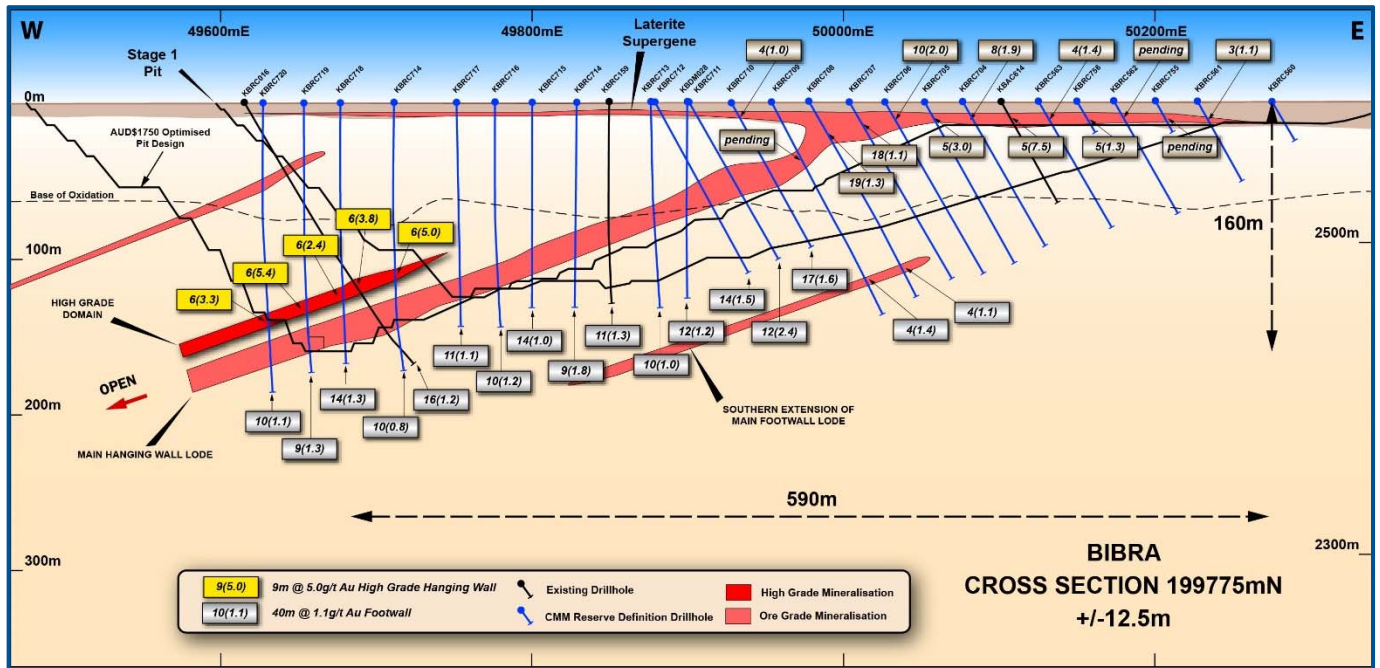 W
49600mE
49800mE
50000mE
50200mE
E
Stage 1
Pit
Laterite
Supergene
4(1.0)
10(2.0)
8(1.9)
4(1.4)
pending
3(1.1)
KBRC016
KBRC720
KBRC719
KBRC718
KBRC714
KBRC717
KBRC716
KBRC715
KBRC714
KBRC159
KBRC713
KBRC712
KBDM028
KBRC711
KBRC710
KBRC709
KBRC708
KBRC707
KBRC706
KBRC705
KBRC704
KBAC614
KBRC563
KBRC756
KBRC562
KBRC755
KBRC561
KBRC560
0m
AUD$1750 Optimised
Pit Design
pending
18(1.1)
5(3.0)
5(7.5)
5(1.3)
pending
19(1.3)
Base of Oxidation
160m
6(3.8)
6(5.0)
6(2.4)
6(5.4)
6(3.3)
100m
2500m
HIGH GRADE
DOMAIN
17(1.6)
14(1.5)
12(2.4)
4(1.4)
4(1.1)
11(1.1)
10(1.2)
14(1.0)
9(1.8)
11(1.3)
10(1.0)
12(1.2)
OPEN
200m
10(1.1)
9(1.3)
14(1.3)
10(0.8)
16(1.2)
MAIN HANGING WALL LODE
SOUTHERN EXTENSION OF
MAIN FOOTWALL LODE
590m
300m
2300m
BIBRA
CROSS SECTION 199775mN
+/-12.5m
9(5.0) 9m @ 5.0g/t Au High Grade Hanging Wall
10(1.1) 40m @ 1.1g/t Au Footwall
Existing Drillhole
CMM Reserve Definition Drillhole
High Grade Mineralisation
Ore Grade Mineralisation